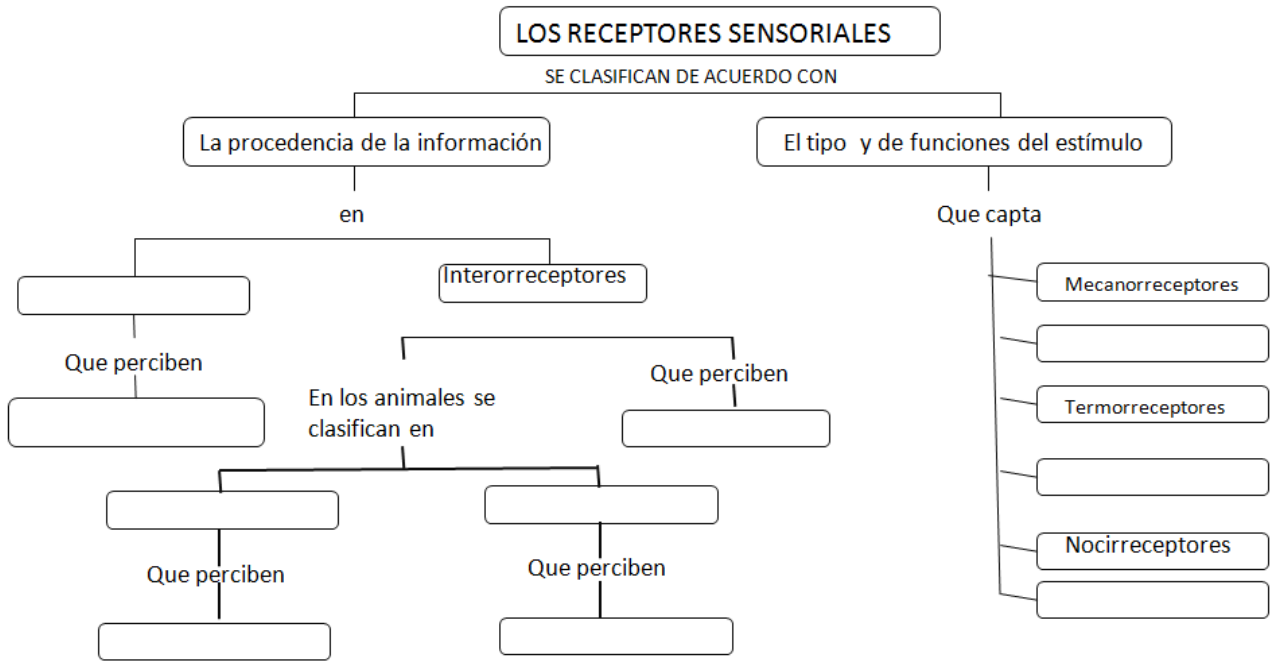 LOS RECEPTORES SENSORIALES
SE CLASIFICAN DE ACUERDO CON
La procedencia de la información
El tipo y de funciones del estímulo
en
Que capta
Interorreceptores
Mecanorreceptores
Que perciben
Que perciben
En los animales se
clasifican en
Termorreceptores
Nocirreceptores
Que perciben
Que perciben